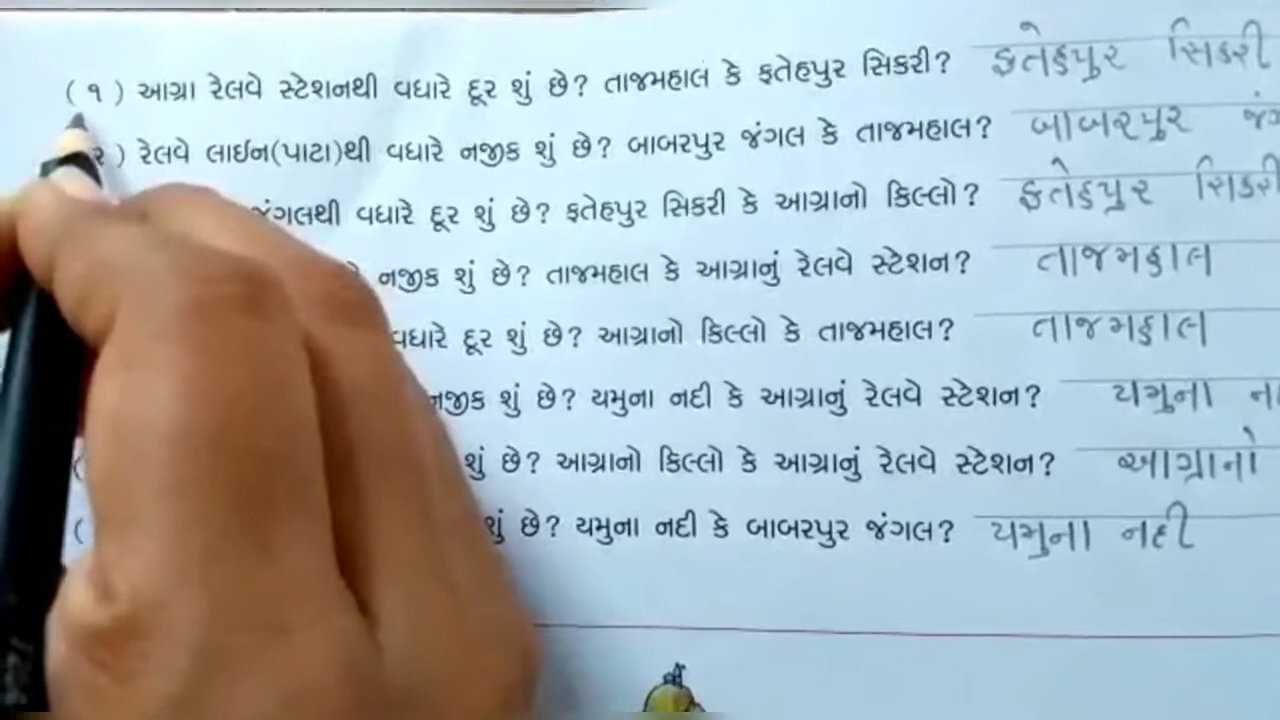 (૧) આગ્રા રેલવે સ્ટેશનથી વધારે દૂર શું છે? તાજમહાલ કે ફતેહપુર સિકરી? ફતેહપુર સિકરી
૨) રેલવે લાઈન(પાટા)થી વધારે નજીક શું છે? બાબરપુર જંગલ કે તાજમહાલ? બાબરપુર
જંગલથી વધારે દૂર શું છે? ફતેહપુર સિકરી કે આગ્રાનો કિલ્લો? ફતેહપુર સિકરી
નજીક શું છે? તાજમહાલ કે આગ્રાનું રેલવે સ્ટેશન? તાજમહાલ
વધારે દૂર શું છે? આગ્રાનો કિલ્લો કે તાજમહાલ? તાજમહાલ
નજીક શું છે? યમુના નદી કે આગ્રાનું રેલવે સ્ટેશન? યમુના
શું છે? આગ્રાનો કિલ્લો કે આગ્રાનું રેલવે સ્ટેશન? આગ્રાનો
શું છે? યમુના નદી કે બાબરપુર જંગલ? યમુના નદી